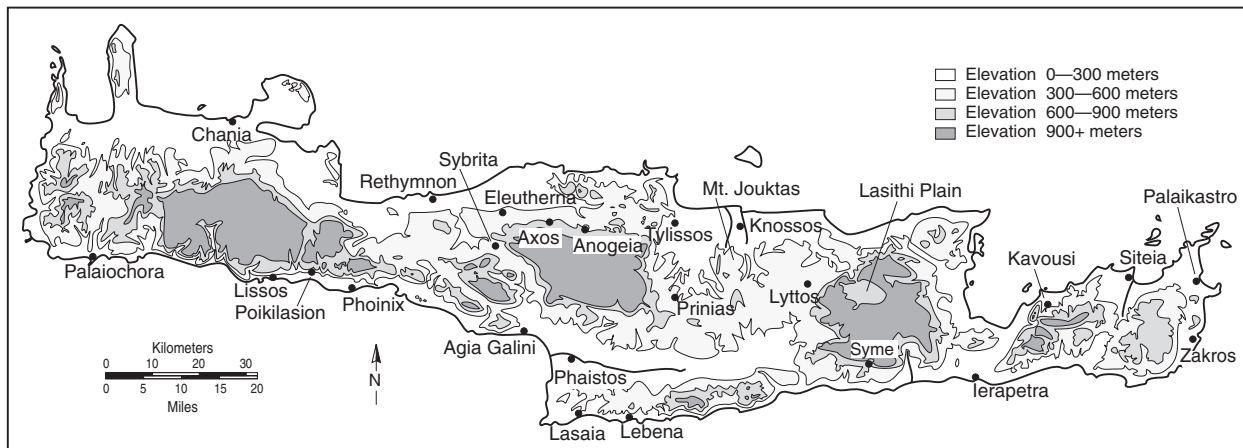 Elevation 0—300 meters
Elevation 300—600 meters
Elevation 600—900 meters
Elevation 900+ meters
Chania
Sybrita
Rethymnon
Eleutherna
Mt. Jouktas
Lasithi Plain
Palaikastro
Axos
Anogeia
Tylissos
Knossos
Kavousi
Siteia
Palaiochora
Lissos
Poikilasion
Phoinix
Prinias
Lyttos
Agia Galini
Syme
Zakros
Phaistos
Ierapetra
Lasaia
Lebena
Kilometers
0 10 20 30
0 5 10 15 20
Miles
N